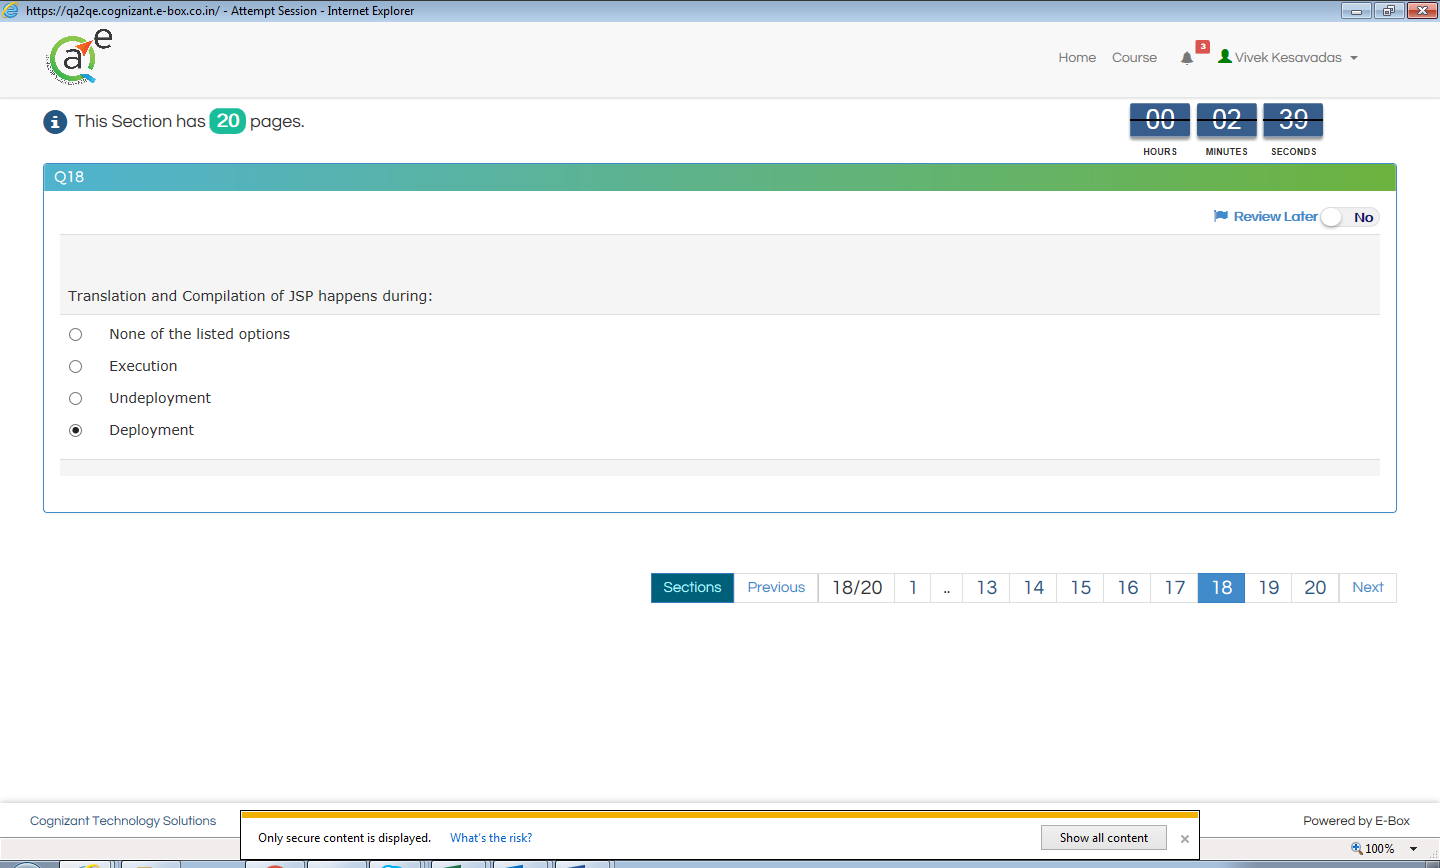 https://qa2qe.cognizant.e-box.co.in/ - Attempt Session - Internet Explorer
a e
Home Course 3 Vivek Kesavadas
This Section has 20 pages.
00 02 39
HOURS MINUTES SECONDS
Q18
Review Later No
Translation and Compilation of JSP happens during:
None of the listed options
Execution
Undeployment
Deployment
Sections Previous 18/20 1 .. 13 14 15 16 17 18 19 20 Next
Cognizant Technology Solutions Powered by E-Box
Only secure content is displayed. What's the risk? Show all content
100%